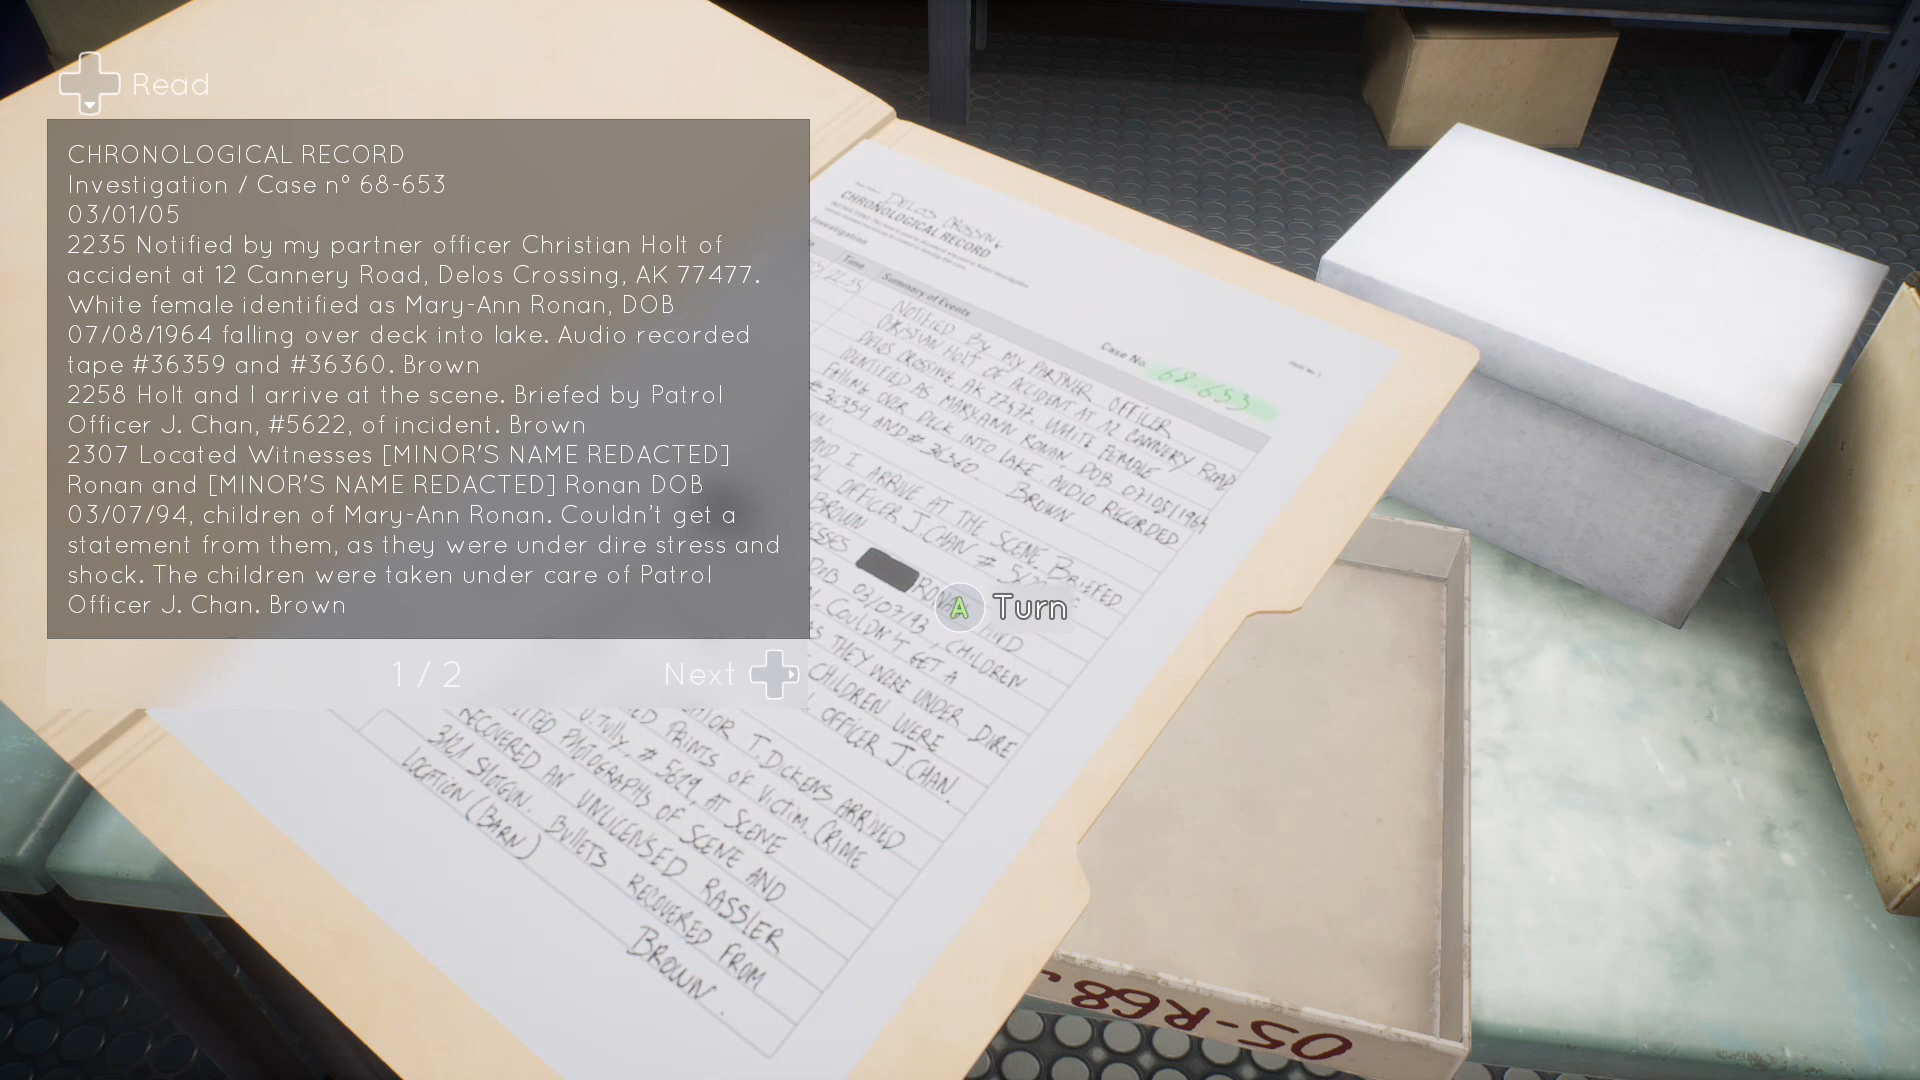 Read
CHRONOLOGICAL RECORD
Investigation / Case n° 68-653
03/01/05
2235 Notified by my partner officer Christian Holt of
accident at 12 Cannery Road, Delos Crossing, AK 77477.
White female identified as Mary-Ann Ronan, DOB
07/08/1964 falling over deck into lake. Audio recorded
tape #36359 and #36360. Brown
2258 Holt and I arrive at the scene. Briefed by Patrol
Officer J. Chan, #5622, of incident. Brown
2307 Located Witnesses [MINOR'S NAME REDACTED]
Ronan and [MINOR'S NAME REDACTED] Ronan DOB
03/07/94, children of Mary-Ann Ronan. Couldn't get a
statement from them, as they were under dire stress and
shock. The children were taken under care of Patrol
Officer J. Chan. Brown
1 / 2
Next
DELOS CROSSING
CHRONOLOGICAL RECORD
Investigation
Case No. 68-653
Time
Summary of Events
NOTIFIED BY MY PARTNER OFFICER
CHRISTIAN HOLT OF ACCIDENT AT 12 CANNERY ROAD
DELOS CROSSING, AK 77477. WHITE FEMALE
IDENTIFIED AS MARY-ANN RONAN DOB
FALLING OVER DECK INTO LAKE. AUDIO RECORDED
# 36359 AND # 36360. BROWN
AND I ARRIVE AT THE SCENE. BRIEFED
OFFICER J. CHAN #
BROWN
RONAN
DOB 03/07/93, CHILDREN
COULDN'T GET A
THEY WERE UNDER DIRE
CHILDREN WERE
OFFICER J. CHAN.
T. DICKENS ARRIVED
PRINTS OF VICTIM. CRIME
U. TULLY # 5619, AT SCENE
PHOTOGRAPHS OF SCENE AND
RECOVERED AN UNLICENSED RASSLER
SHOTGUN. BULLETS RECOVERED FROM
LOCATION (BARN)
BROWN
A Turn
05-R68